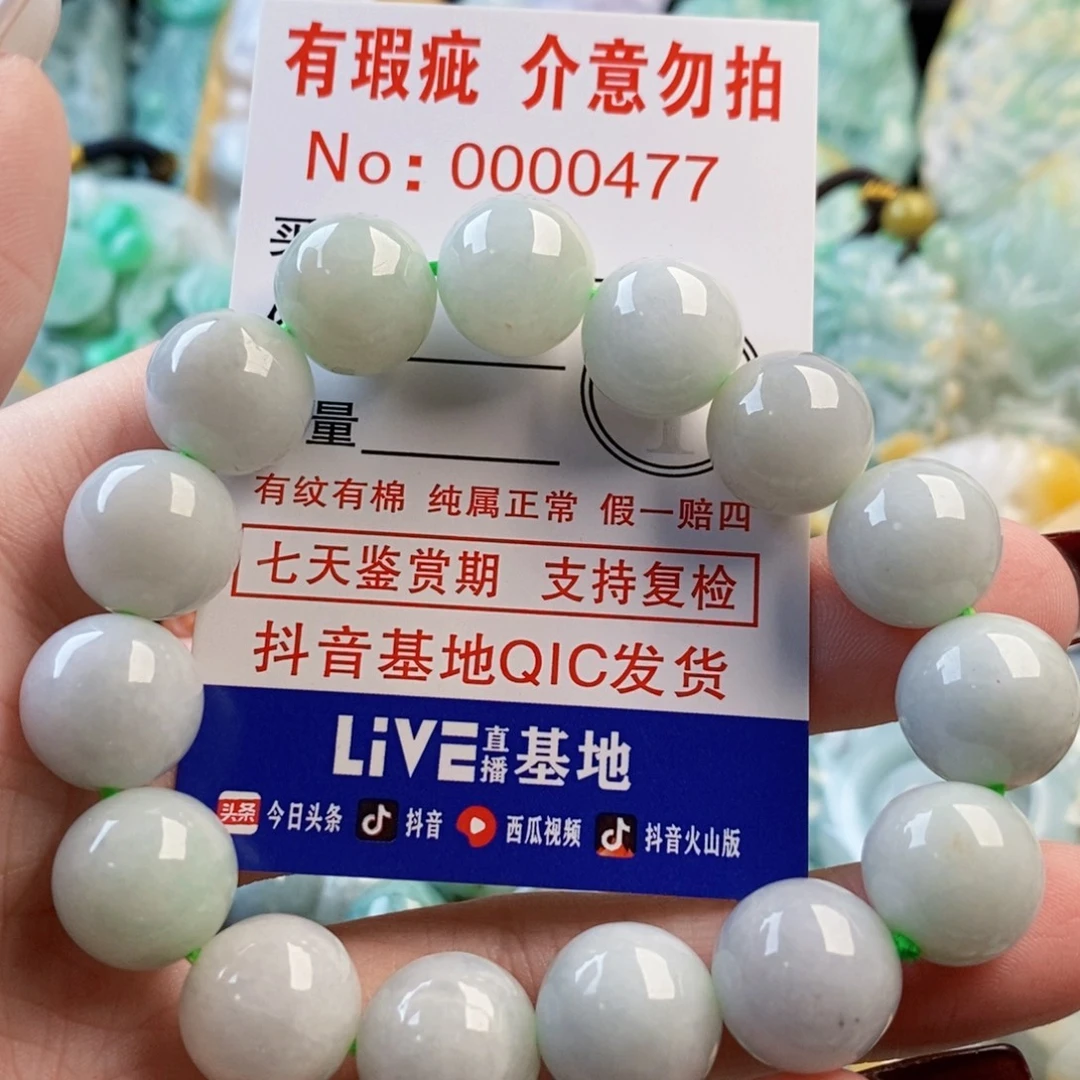 有瑕疵 介意勿拍
No：0000477
买
量
有纹有棉 纯属正常 假一赔四
七天鉴赏期 支持复检
抖音基地QIC发货
LiVE直播基地
头条 今日头条 抖音 西瓜视频 抖音火山版